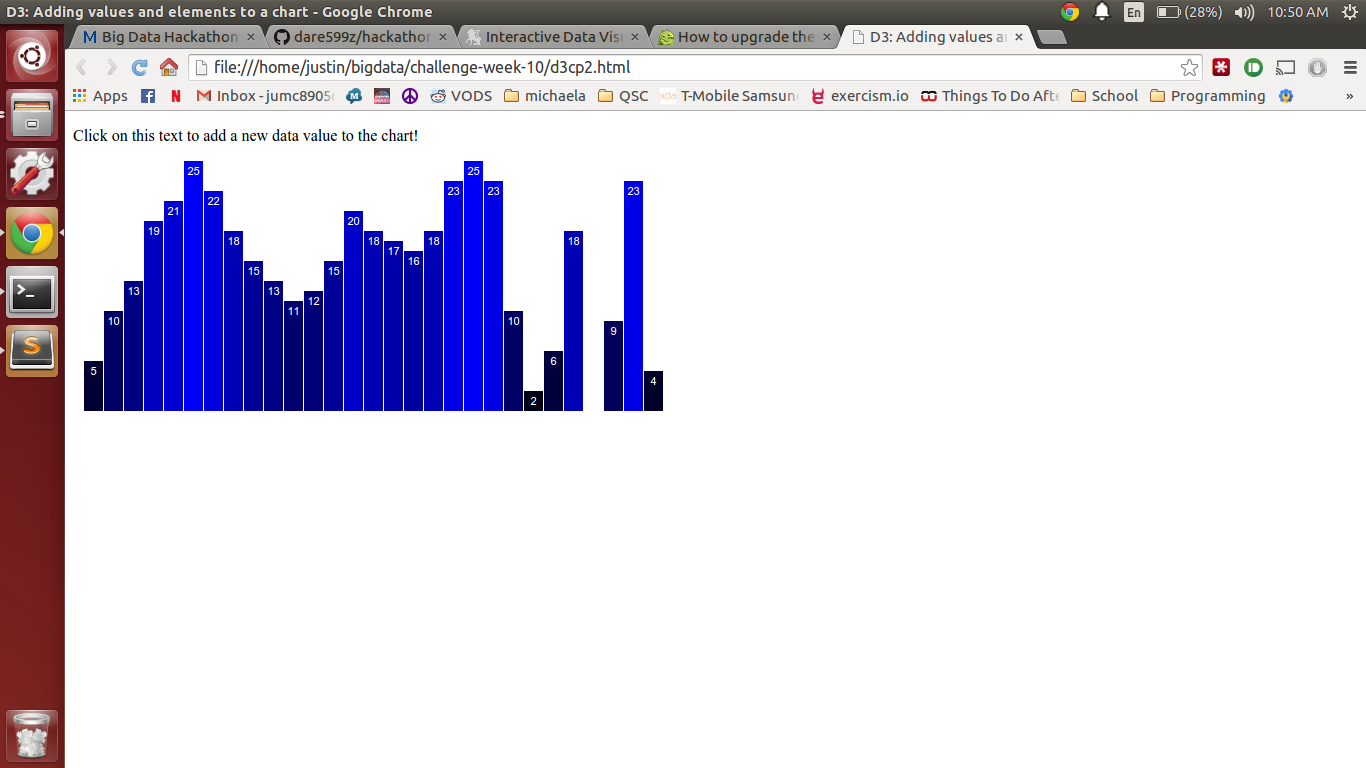 D3: Adding values and elements to a chart - Google Chrome
En (28%) 10:50 AM
Big Data Hackathon
dare599z/hackathor
Interactive Data Vis
How to upgrade the
D3: Adding values a
file:///home/justin/bigdata/challenge-week-10/d3cp2.html
Apps
Inbox - jumc8905
VODS
michaela
QSC
T-Mobile Samsun
exercism.io
Things To Do Afte
School
Programming
»
Click on this text to add a new data value to the chart!
5 10 13 19 21 25 22 18 15 13 11 12 15 20 18 17 16 18 23 25 23 10 2 6 18 9 23 4